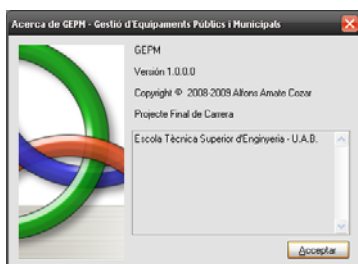 Acerca de GEPM - Gestió d'Equipaments Públics i Municipals
GEPM
Versión 1.0.0.0
Copyright © 2008-2009 Alfons Amate Cozar
Projecte Final de Carrera
Escola Tècnica Superior d'Enginyeria - U.A.B.
Acceptar